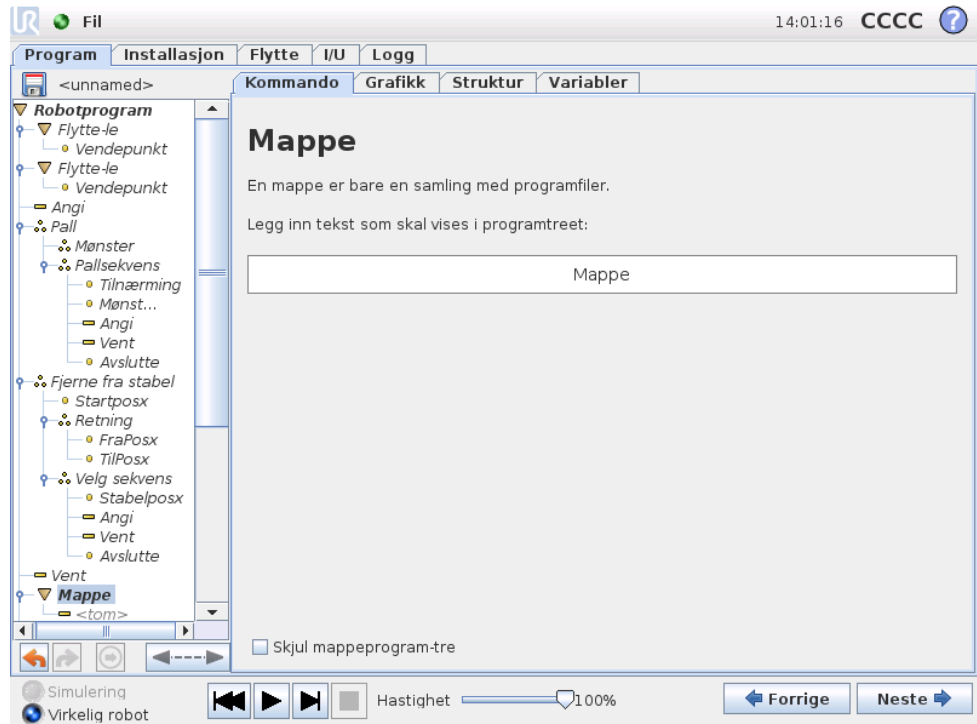 UR Fil 14:01:16 CCCC ?
Program Installasjon Flytte I/U Logg
<unnamed>
Kommando Grafikk Struktur Variabler
Robotprogram
Flytte-le
Vendepunkt
Flytte-le
Vendepunkt
Angi
Pall
Mønster
Pallsekvens
Tilnærming
Mønst...
Angi
Vent
Avslutte
Fjerne fra stabel
Startposx
Retning
FraPosx
TilPosx
Velg sekvens
Stabelposx
Angi
Vent
Avslutte
Vent
Mappe
<tom>
Mappe
En mappe er bare en samling med programfiler.
Legg inn tekst som skal vises i programtreet:
Mappe
Skjul mappeprogram-tre
Simulering
Virkelig robot
Hastighet 100%
Forrige Neste